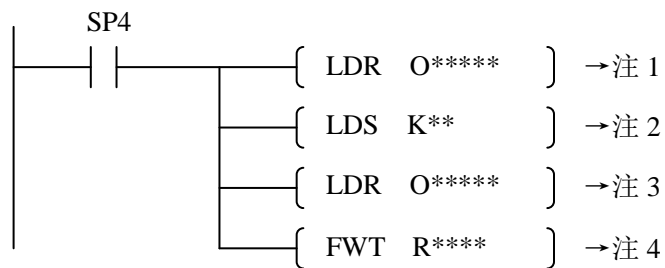 SP4
LDR O***** →注 1
LDS K** →注 2
LDR O***** →注 3
FWT R**** →注 4